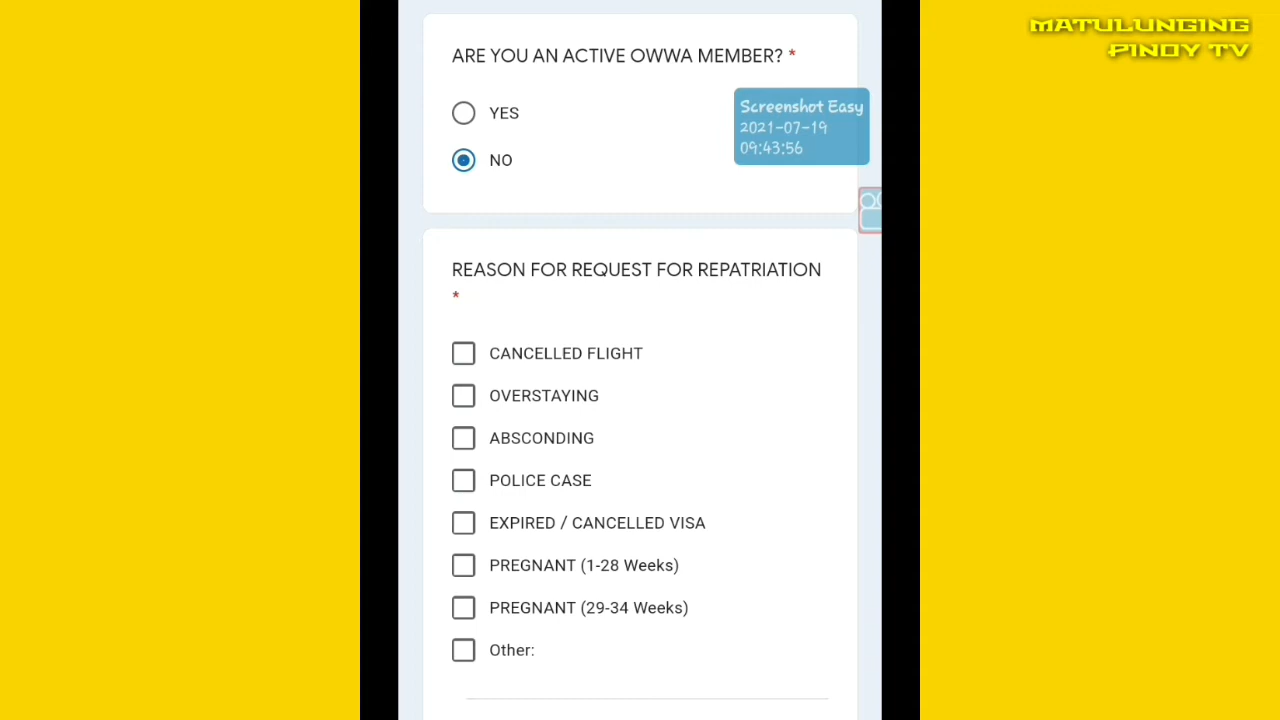 MATULUNGING
PINOY TV
ARE YOU AN ACTIVE OWWA MEMBER? *
YES
NO
Screenshot Easy
2021-07-19
09:43:56
REASON FOR REQUEST FOR REPATRIATION
*
CANCELLED FLIGHT
OVERSTAYING
ABSCONDING
POLICE CASE
EXPIRED / CANCELLED VISA
PREGNANT (1-28 Weeks)
PREGNANT (29-34 Weeks)
Other: